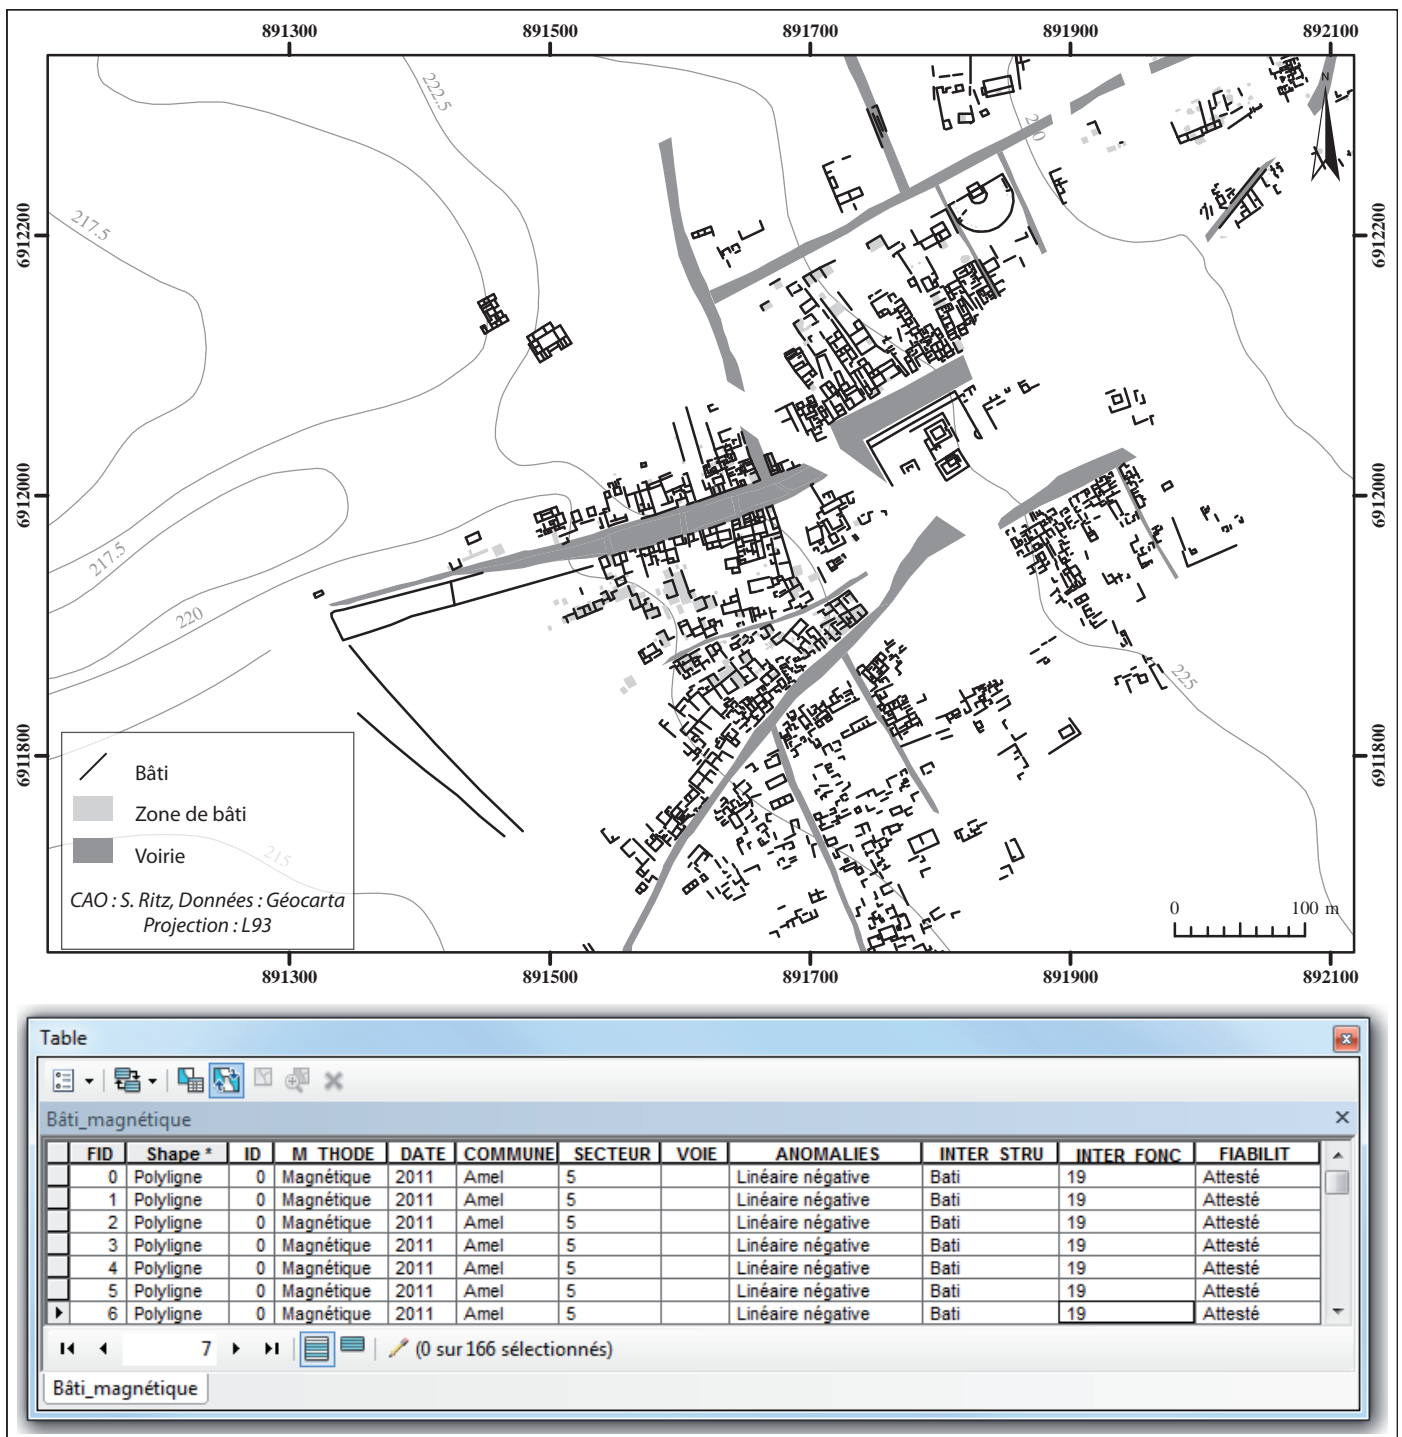 891300 891500 891700 891900 892100
222.5
220
N
217.5
6912200 6912200
6912000 6912000
217.5
220
225
6911800 6911800
Bâti
Zone de bâti
Voirie
215
CAO : S. Ritz, Données : Géocarta
Projection : L93
0 100 m
891300 891500 891700 891900 892100
Table
Bâti_magnétique
FID Shape * ID M_THODE DATE COMMUNE SECTEUR VOIE ANOMALIES INTER_STRU INTER_FONC FIABILIT
0 Polyligne 0 Magnétique 2011 Amel 5 Linéaire négative Bati 19 Attesté
1 Polyligne 0 Magnétique 2011 Amel 5 Linéaire négative Bati 19 Attesté
2 Polyligne 0 Magnétique 2011 Amel 5 Linéaire négative Bati 19 Attesté
3 Polyligne 0 Magnétique 2011 Amel 5 Linéaire négative Bati 19 Attesté
4 Polyligne 0 Magnétique 2011 Amel 5 Linéaire négative Bati 19 Attesté
5 Polyligne 0 Magnétique 2011 Amel 5 Linéaire négative Bati 19 Attesté
6 Polyligne 0 Magnétique 2011 Amel 5 Linéaire négative Bati 19 Attesté
7 (0 sur 166 sélectionnés)
Bâti_magnétique